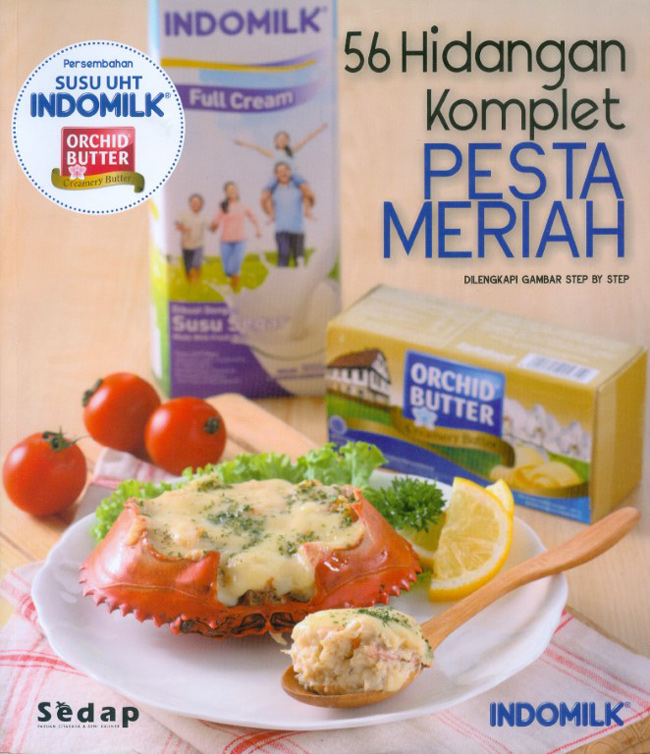 Persembahan
SUSU UHT
INDOMILK®
ORCHID®
BUTTER
Creamery Butter
INDOMILK®
Full Cream
Susu
56 Hidangan
Komplet
PESTA
MERIAH
DILENGKAPI GAMBAR STEP BY STEP
ORCHID®
BUTTER
Creamery Butter
Sedap
INDOMILK®